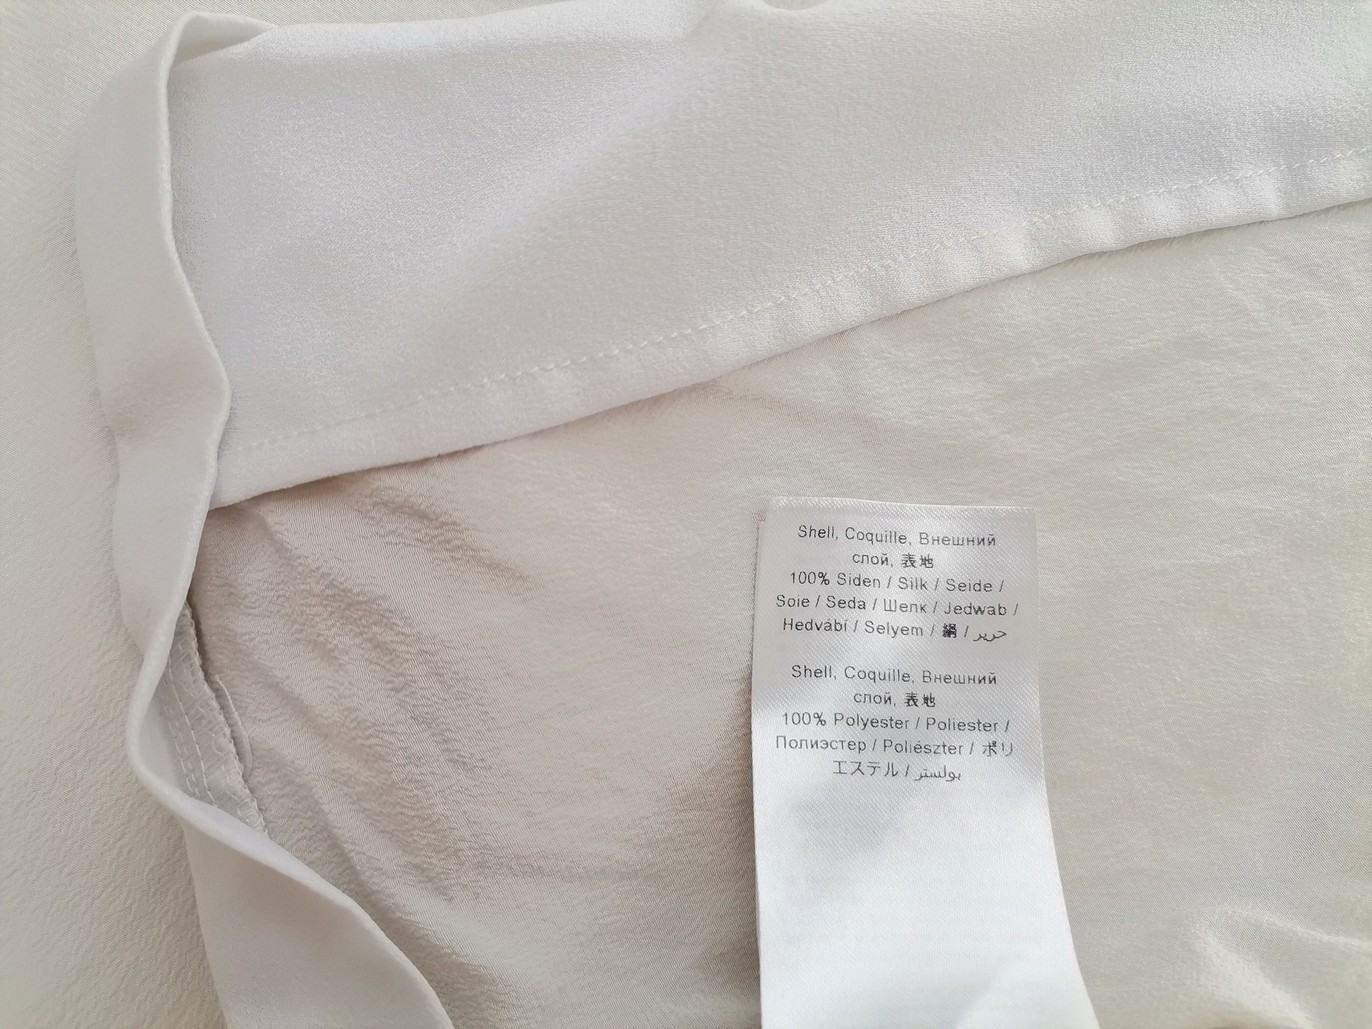 Shell, Coquille, Внешний
слой, 表地
100% Siden / Silk / Seide /
Soie / Seda / Шелк / Jedwab /
Hedvábí / Selyem / 絹 / حرير
Shell, Coquille, Внешний
слой, 表地
100% Polyester / Poliester /
Полиэстер / Poliészter / ポリ
エステル / بولستر